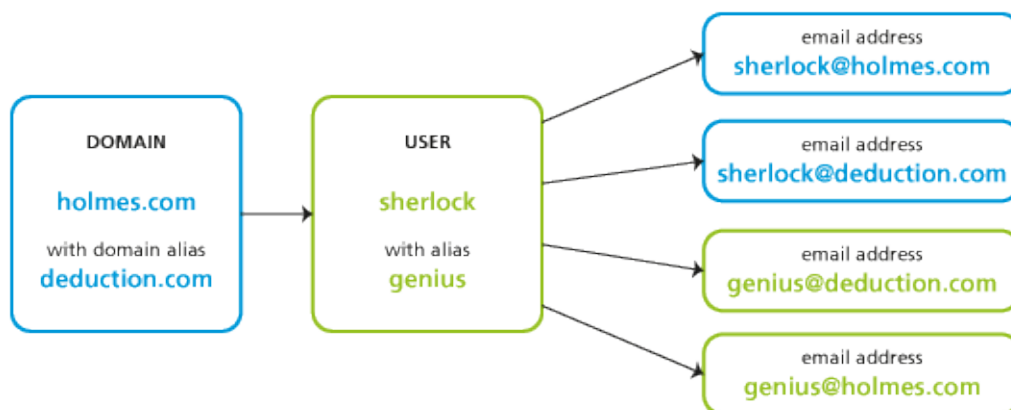 DOMAIN
holmes.com
with domain alias
deduction.com
USER
sherlock
with alias
genius
email address
sherlock@holmes.com
email address
sherlock@deduction.com
email address
genius@deduction.com
email address
genius@holmes.com